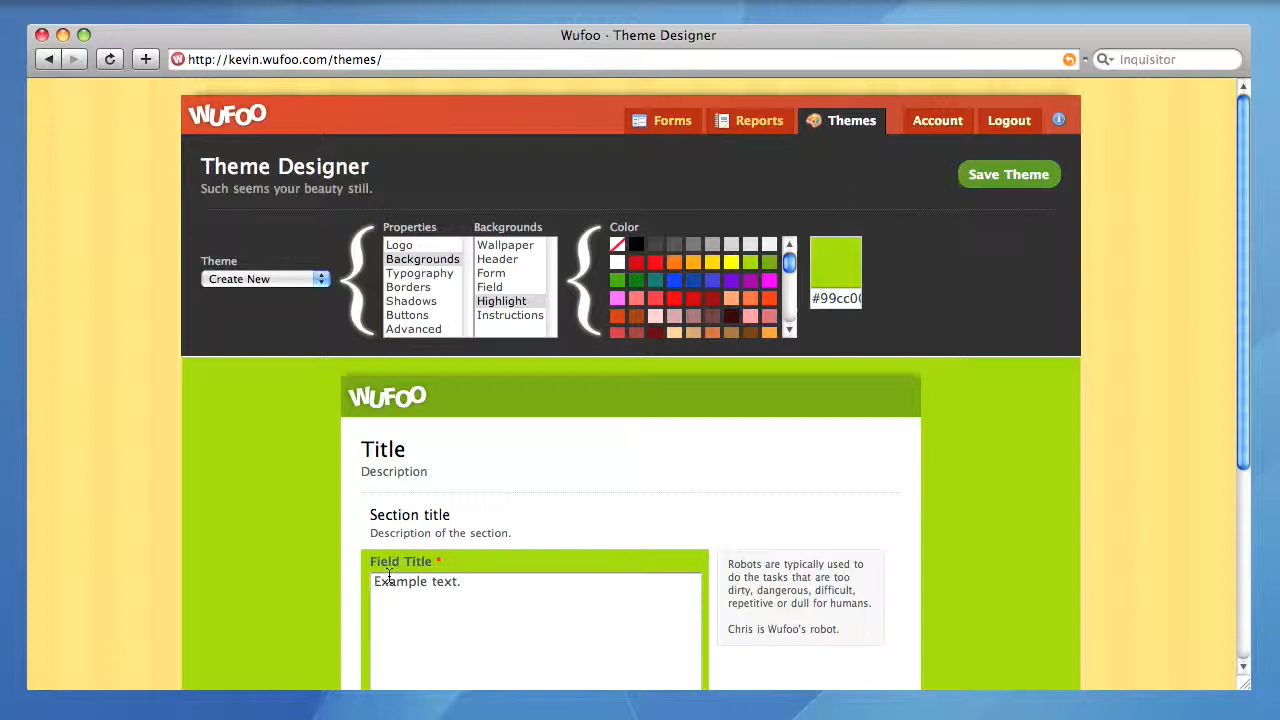 Wufoo - Theme Designer
http://kevin.wufoo.com/themes/
Inquisitor
WUFOO
Forms
Reports
Themes
Account
Logout
Theme Designer
Such seems your beauty still.
Save Theme
Theme
Create New
Properties
Logo
Backgrounds
Typography
Borders
Shadows
Buttons
Advanced
Backgrounds
Wallpaper
Header
Form
Field
Highlight
Instructions
Color
#99cc00
WUFOO
Title
Description
Section title
Description of the section.
Field Title *
Example text.
Robots are typically used to
do the tasks that are too
dirty, dangerous, difficult,
repetitive or dull for humans.
Chris is Wufoo's robot.